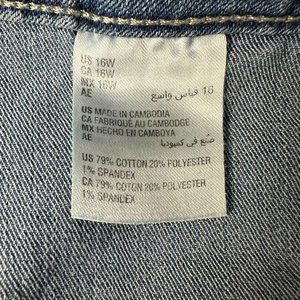 US 16W
CA 16W
MX 16W
AE 16 قياس واسع
US MADE IN CAMBODIA
CA FABRIQUÉ AU CAMBODGE
MX HECHO EN CAMBOYA
AE صُنع في كمبوديا
US 79% COTTON 20% POLYESTER
1% SPANDEX
CA 79% COTON 20% POLYESTER
1% SPANDEX